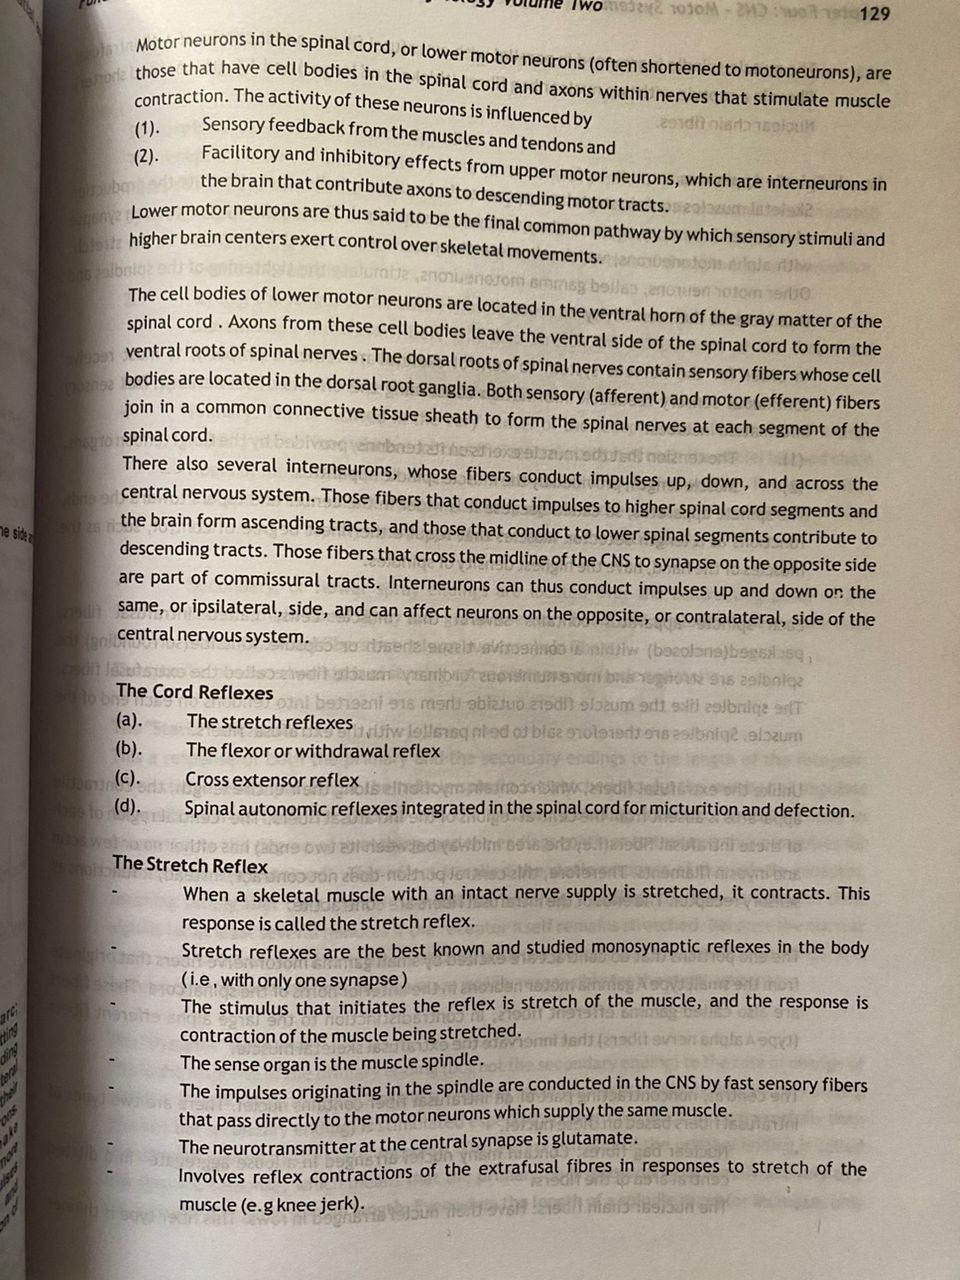 Volume Two
129
Motor neurons in the spinal cord, or lower motor neurons (often shortened to motoneurons), are
those that have cell bodies in the spinal cord and axons within nerves that stimulate muscle
contraction. The activity of these neurons is influenced by
(1). Sensory feedback from the muscles and tendons and
(2). Facilitory and inhibitory effects from upper motor neurons, which are interneurons in
the brain that contribute axons to descending motor tracts.
Lower motor neurons are thus said to be the final common pathway by which sensory stimuli and
higher brain centers exert control over skeletal movements.
The cell bodies of lower motor neurons are located in the ventral horn of the gray matter of the
spinal cord . Axons from these cell bodies leave the ventral side of the spinal cord to form the
ventral roots of spinal nerves . The dorsal roots of spinal nerves contain sensory fibers whose cell
bodies are located in the dorsal root ganglia. Both sensory (afferent) and motor (efferent) fibers
join in a common connective tissue sheath to form the spinal nerves at each segment of the
spinal cord.
There also several interneurons, whose fibers conduct impulses up, down, and across the
central nervous system. Those fibers that conduct impulses to higher spinal cord segments and
the brain form ascending tracts, and those that conduct to lower spinal segments contribute to
descending tracts. Those fibers that cross the midline of the CNS to synapse on the opposite side
are part of commissural tracts. Interneurons can thus conduct impulses up and down on the
same, or ipsilateral, side, and can affect neurons on the opposite, or contralateral, side of the
central nervous system.
The Cord Reflexes
(a). The stretch reflexes
(b). The flexor or withdrawal reflex
(c). Cross extensor reflex
(d). Spinal autonomic reflexes integrated in the spinal cord for micturition and defection.
The Stretch Reflex
- When a skeletal muscle with an intact nerve supply is stretched, it contracts. This
response is called the stretch reflex.
- Stretch reflexes are the best known and studied monosynaptic reflexes in the body
(i.e , with only one synapse)
- The stimulus that initiates the reflex is stretch of the muscle, and the response is
contraction of the muscle being stretched.
- The sense organ is the muscle spindle.
- The impulses originating in the spindle are conducted in the CNS by fast sensory fibers
that pass directly to the motor neurons which supply the same muscle.
- The neurotransmitter at the central synapse is glutamate.
- Involves reflex contractions of the extrafusal fibres in responses to stretch of the
muscle (e.g knee jerk).